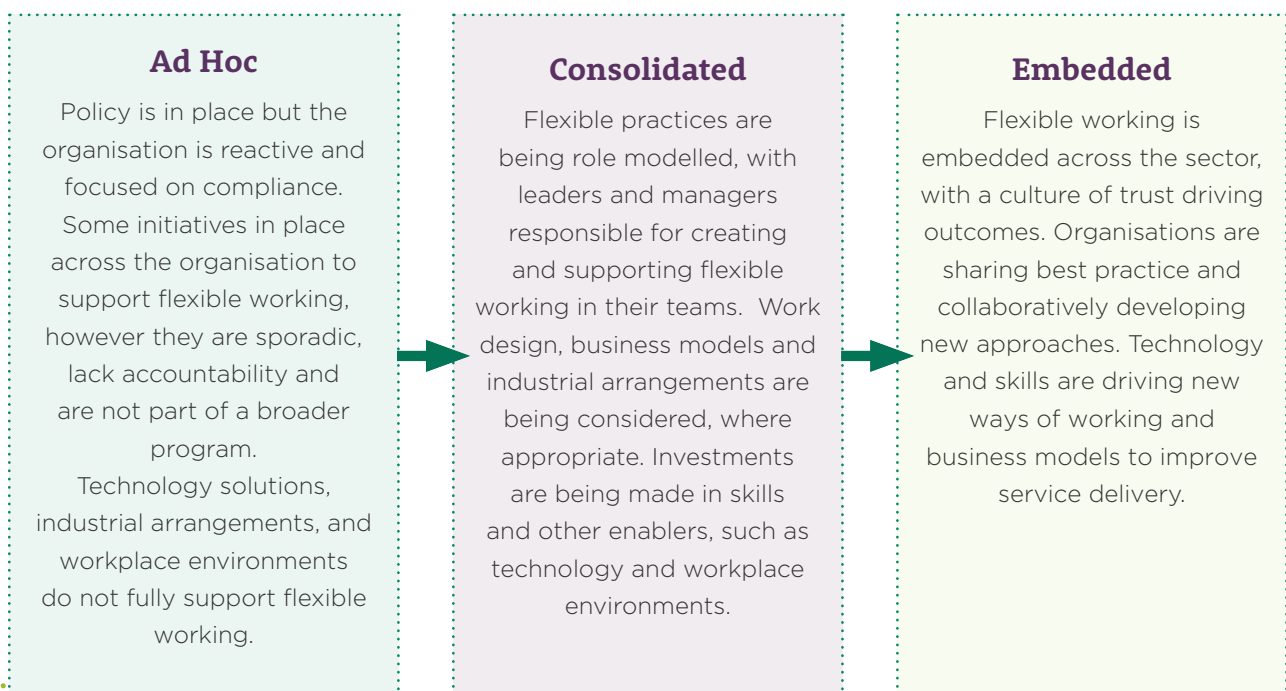 Ad Hoc
Policy is in place but the
organisation is reactive and
focused on compliance.
Some initiatives in place
across the organisation to
support flexible working,
however they are sporadic,
lack accountability and
are not part of a broader
program.
Technology solutions,
industrial arrangements, and
workplace environments
do not fully support flexible
working.
Consolidated
Flexible practices are
being role modelled, with
leaders and managers
responsible for creating
and supporting flexible
working in their teams.  Work
design, business models and
industrial arrangements are
being considered, where
appropriate. Investments
are being made in skills
and other enablers, such as
technology and workplace
environments.
Embedded
Flexible working is
embedded across the sector,
with a culture of trust driving
outcomes. Organisations are
sharing best practice and
collaboratively developing
new approaches. Technology
and skills are driving new
ways of working and
business models to improve
service delivery.